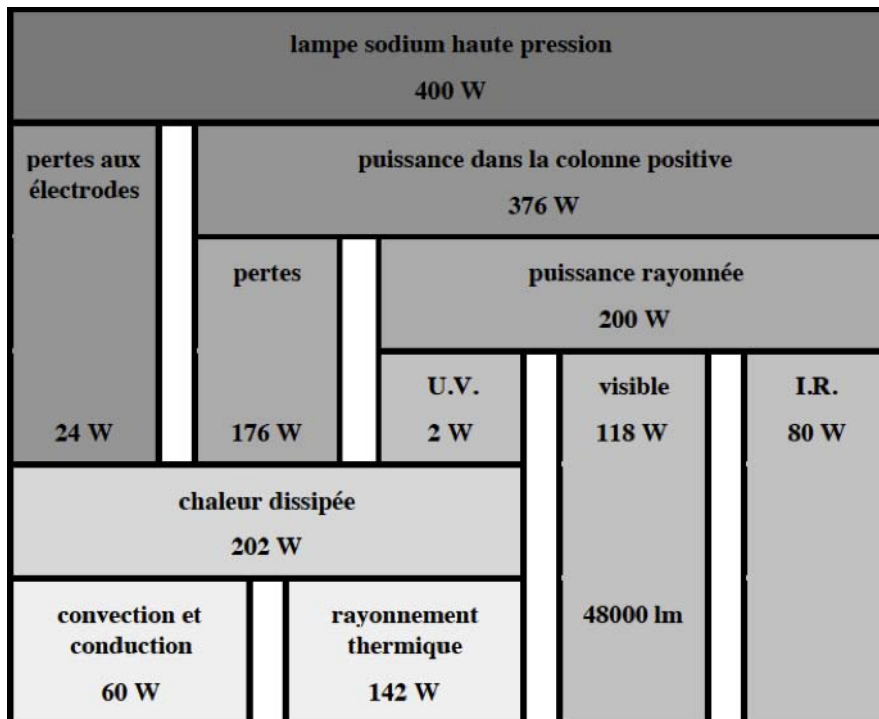 lampe sodium haute pression
400 W
pertes aux
électrodes
24 W
puissance dans la colonne positive
376 W
pertes
176 W
puissance rayonnée
200 W
U.V.
2 W
visible
118 W
I.R.
80 W
chaleur dissipée
202 W
convection et
conduction
60 W
rayonnement
thermique
142 W
48000 lm